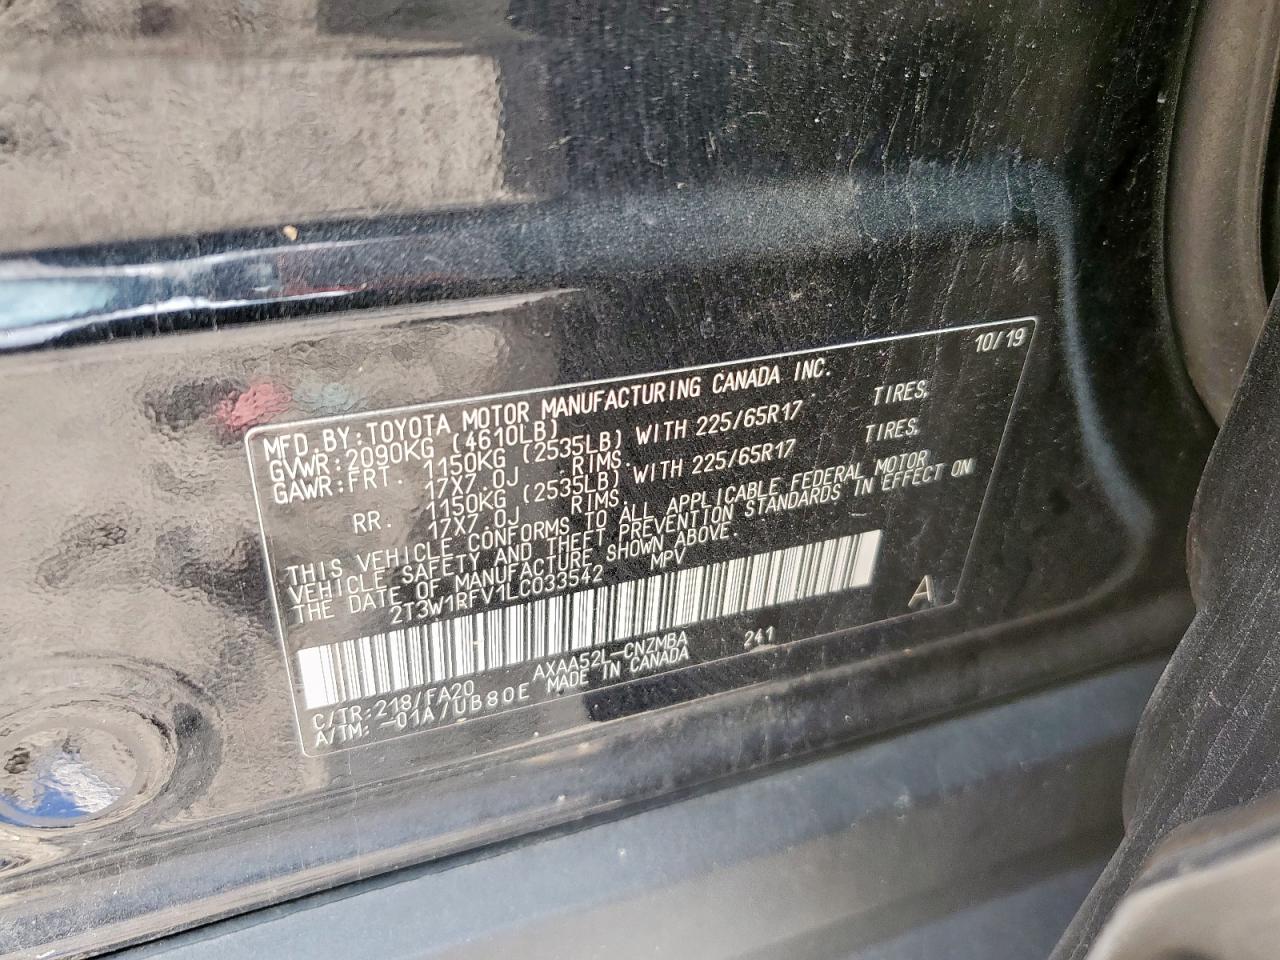 10/19
MFD.BY:TOYOTA MOTOR MANUFACTURING CANADA INC.
GVWR:2090KG (4610LB)
GAWR:FRT. 1150KG (2535LB) WITH 225/65R17 TIRES,
17X7.0J RIMS.
RR. 1150KG (2535LB) WITH 225/65R17 TIRES,
17X7.0J RIMS.
THIS VEHICLE CONFORMS TO ALL APPLICABLE FEDERAL MOTOR
VEHICLE SAFETY AND THEFT PREVENTION STANDARDS IN EFFECT ON
THE DATE OF MANUFACTURE SHOWN ABOVE.
2T3W1RFV1LC033542 MPV
A
C/TR:218/FA20 AXAA52L-CNZMBA 241
A/TM:-01A/UB80E MADE IN CANADA